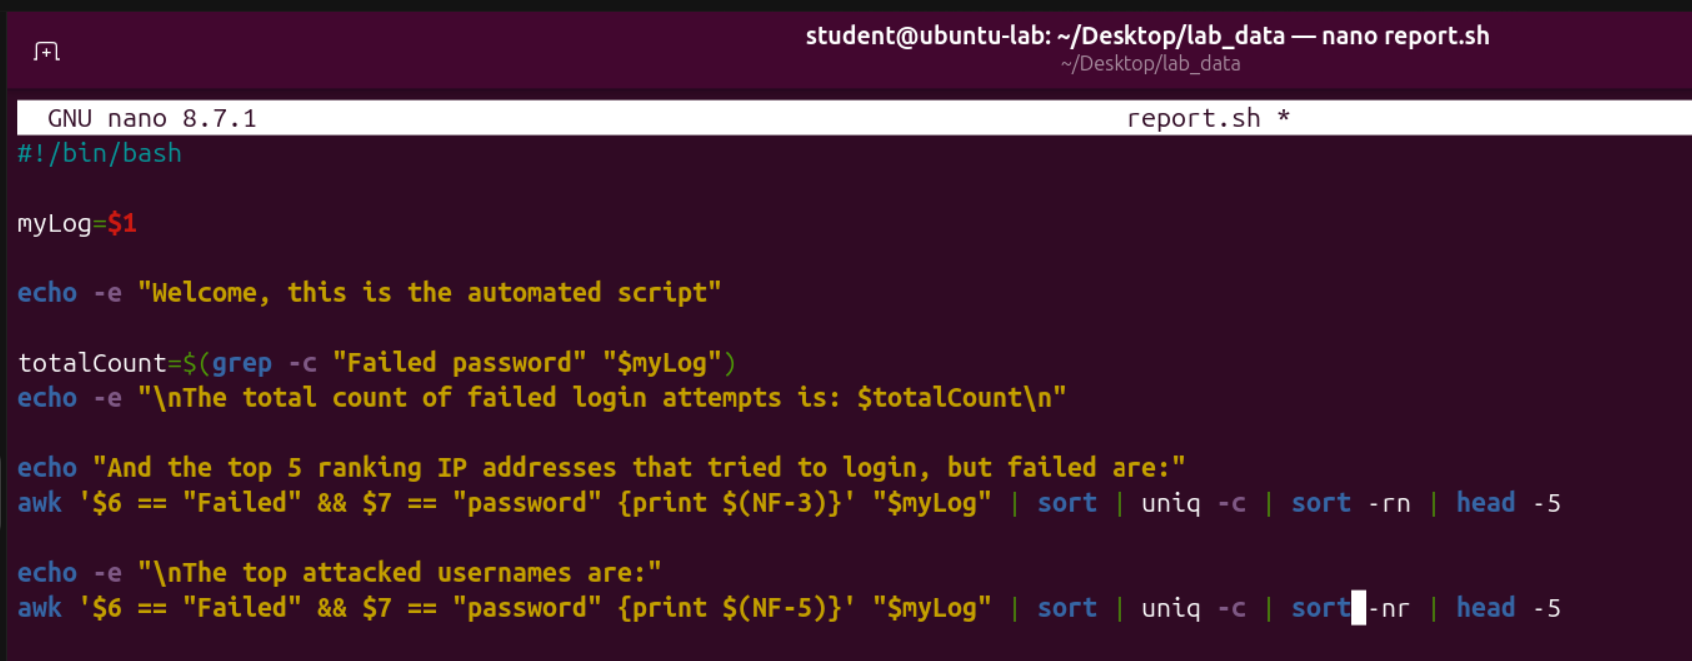 student@ubuntu-lab: ~/Desktop/lab_data — nano report.sh
~/Desktop/lab_data
GNU nano 8.7.1 report.sh *
#!/bin/bash
myLog=$1
echo -e "Welcome, this is the automated script"
totalCount=$(grep -c "Failed password" "$myLog")
echo -e "\nThe total count of failed login attempts is: $totalCount\n"
echo "And the top 5 ranking IP addresses that tried to login, but failed are:"
awk '$6 == "Failed" && $7 == "password" {print $(NF-3)}' "$myLog" | sort | uniq -c | sort -rn | head -5
echo -e "\nThe top attacked usernames are:"
awk '$6 == "Failed" && $7 == "password" {print $(NF-5)}' "$myLog" | sort | uniq -c | sort -nr | head -5